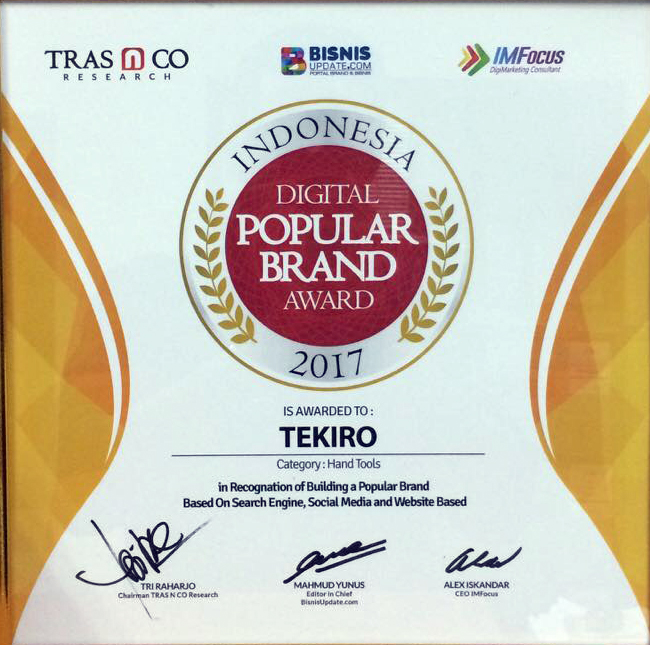 TRAS N CO
RESEARCH
BISNIS
UPDATE.COM
PORTAL BRAND & BISNIS
IMFocus
DigiMarketing Consultant
INDONESIA
DIGITAL
POPULAR
BRAND
AWARD
2017
IS AWARDED TO :
TEKIRO
Category : Hand Tools
in Recognation of Building a Popular Brand
Based On Search Engine, Social Media and Website Based
TRI RAHARJO
Chairman TRAS N CO Research
MAHMUD YUNUS
Editor in Chief
BisnisUpdate.com
ALEX ISKANDAR
CEO IMFocus